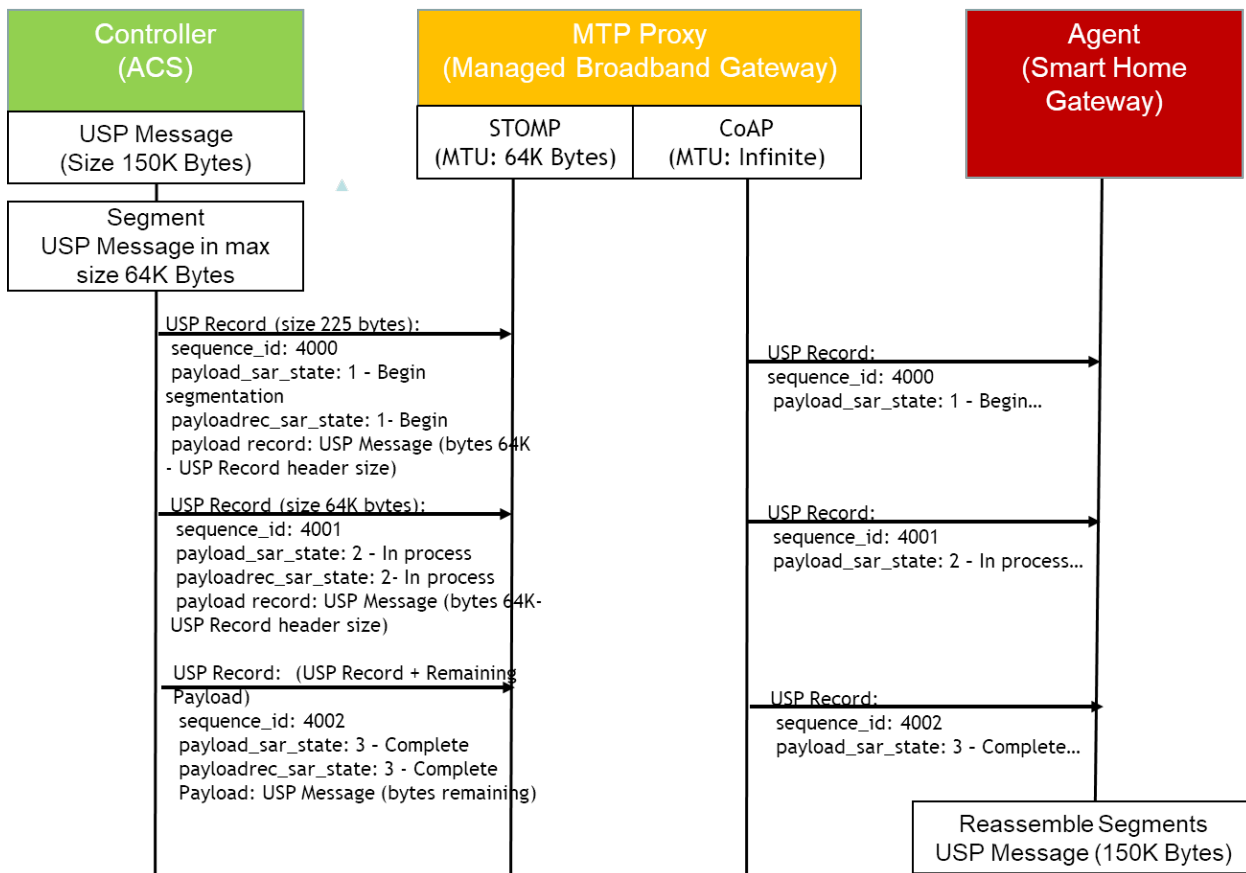 Controller
(ACS)
MTP Proxy
(Managed Broadband Gateway)
Agent
(Smart Home
Gateway)
USP Message
(Size 150K Bytes)
STOMP
(MTU: 64K Bytes)
CoAP
(MTU: Infinite)
Segment
USP Message in max
size 64K Bytes
USP Record (size 225 bytes):
sequence_id: 4000
payload_sar_state: 1 – Begin
segmentation
payloadrec_sar_state: 1- Begin
payload record: USP Message (bytes 64K
- USP Record header size)
USP Record:
sequence_id: 4000
payload_sar_state: 1 – Begin…
USP Record (size 64K bytes):
sequence_id: 4001
payload_sar_state: 2 – In process
payloadrec_sar_state: 2- In process
payload record: USP Message (bytes 64K-
USP Record header size)
USP Record:
sequence_id: 4001
payload_sar_state: 2 – In process…
USP Record: (USP Record + Remaining
Payload)
sequence_id: 4002
payload_sar_state: 3 – Complete
payloadrec_sar_state: 3 - Complete
Payload: USP Message (bytes remaining)
USP Record:
sequence_id: 4002
payload_sar_state: 3 – Complete…
Reassemble Segments
USP Message (150K Bytes)